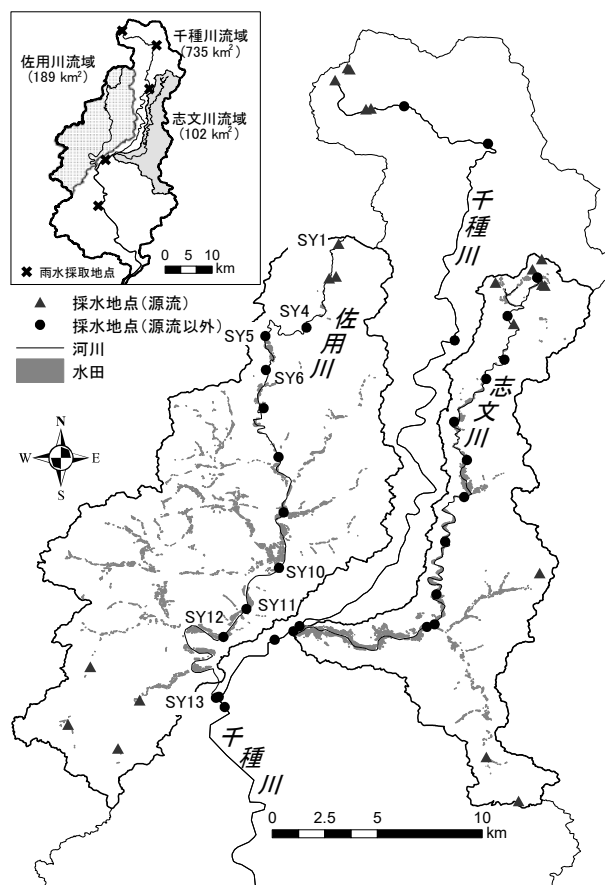 千種川流域
(735 km²)
佐用川流域
(189 km²)
志文川流域
(102 km²)
雨水採取地点
0 5 10
km
採水地点(源流)
採水地点(源流以外)
河川
水田
N
W E
S
SY1
SY4
SY5
SY6
SY10
SY11
SY12
SY13
千種川
佐用川
志文川
千種川
0 2.5 5 10
km